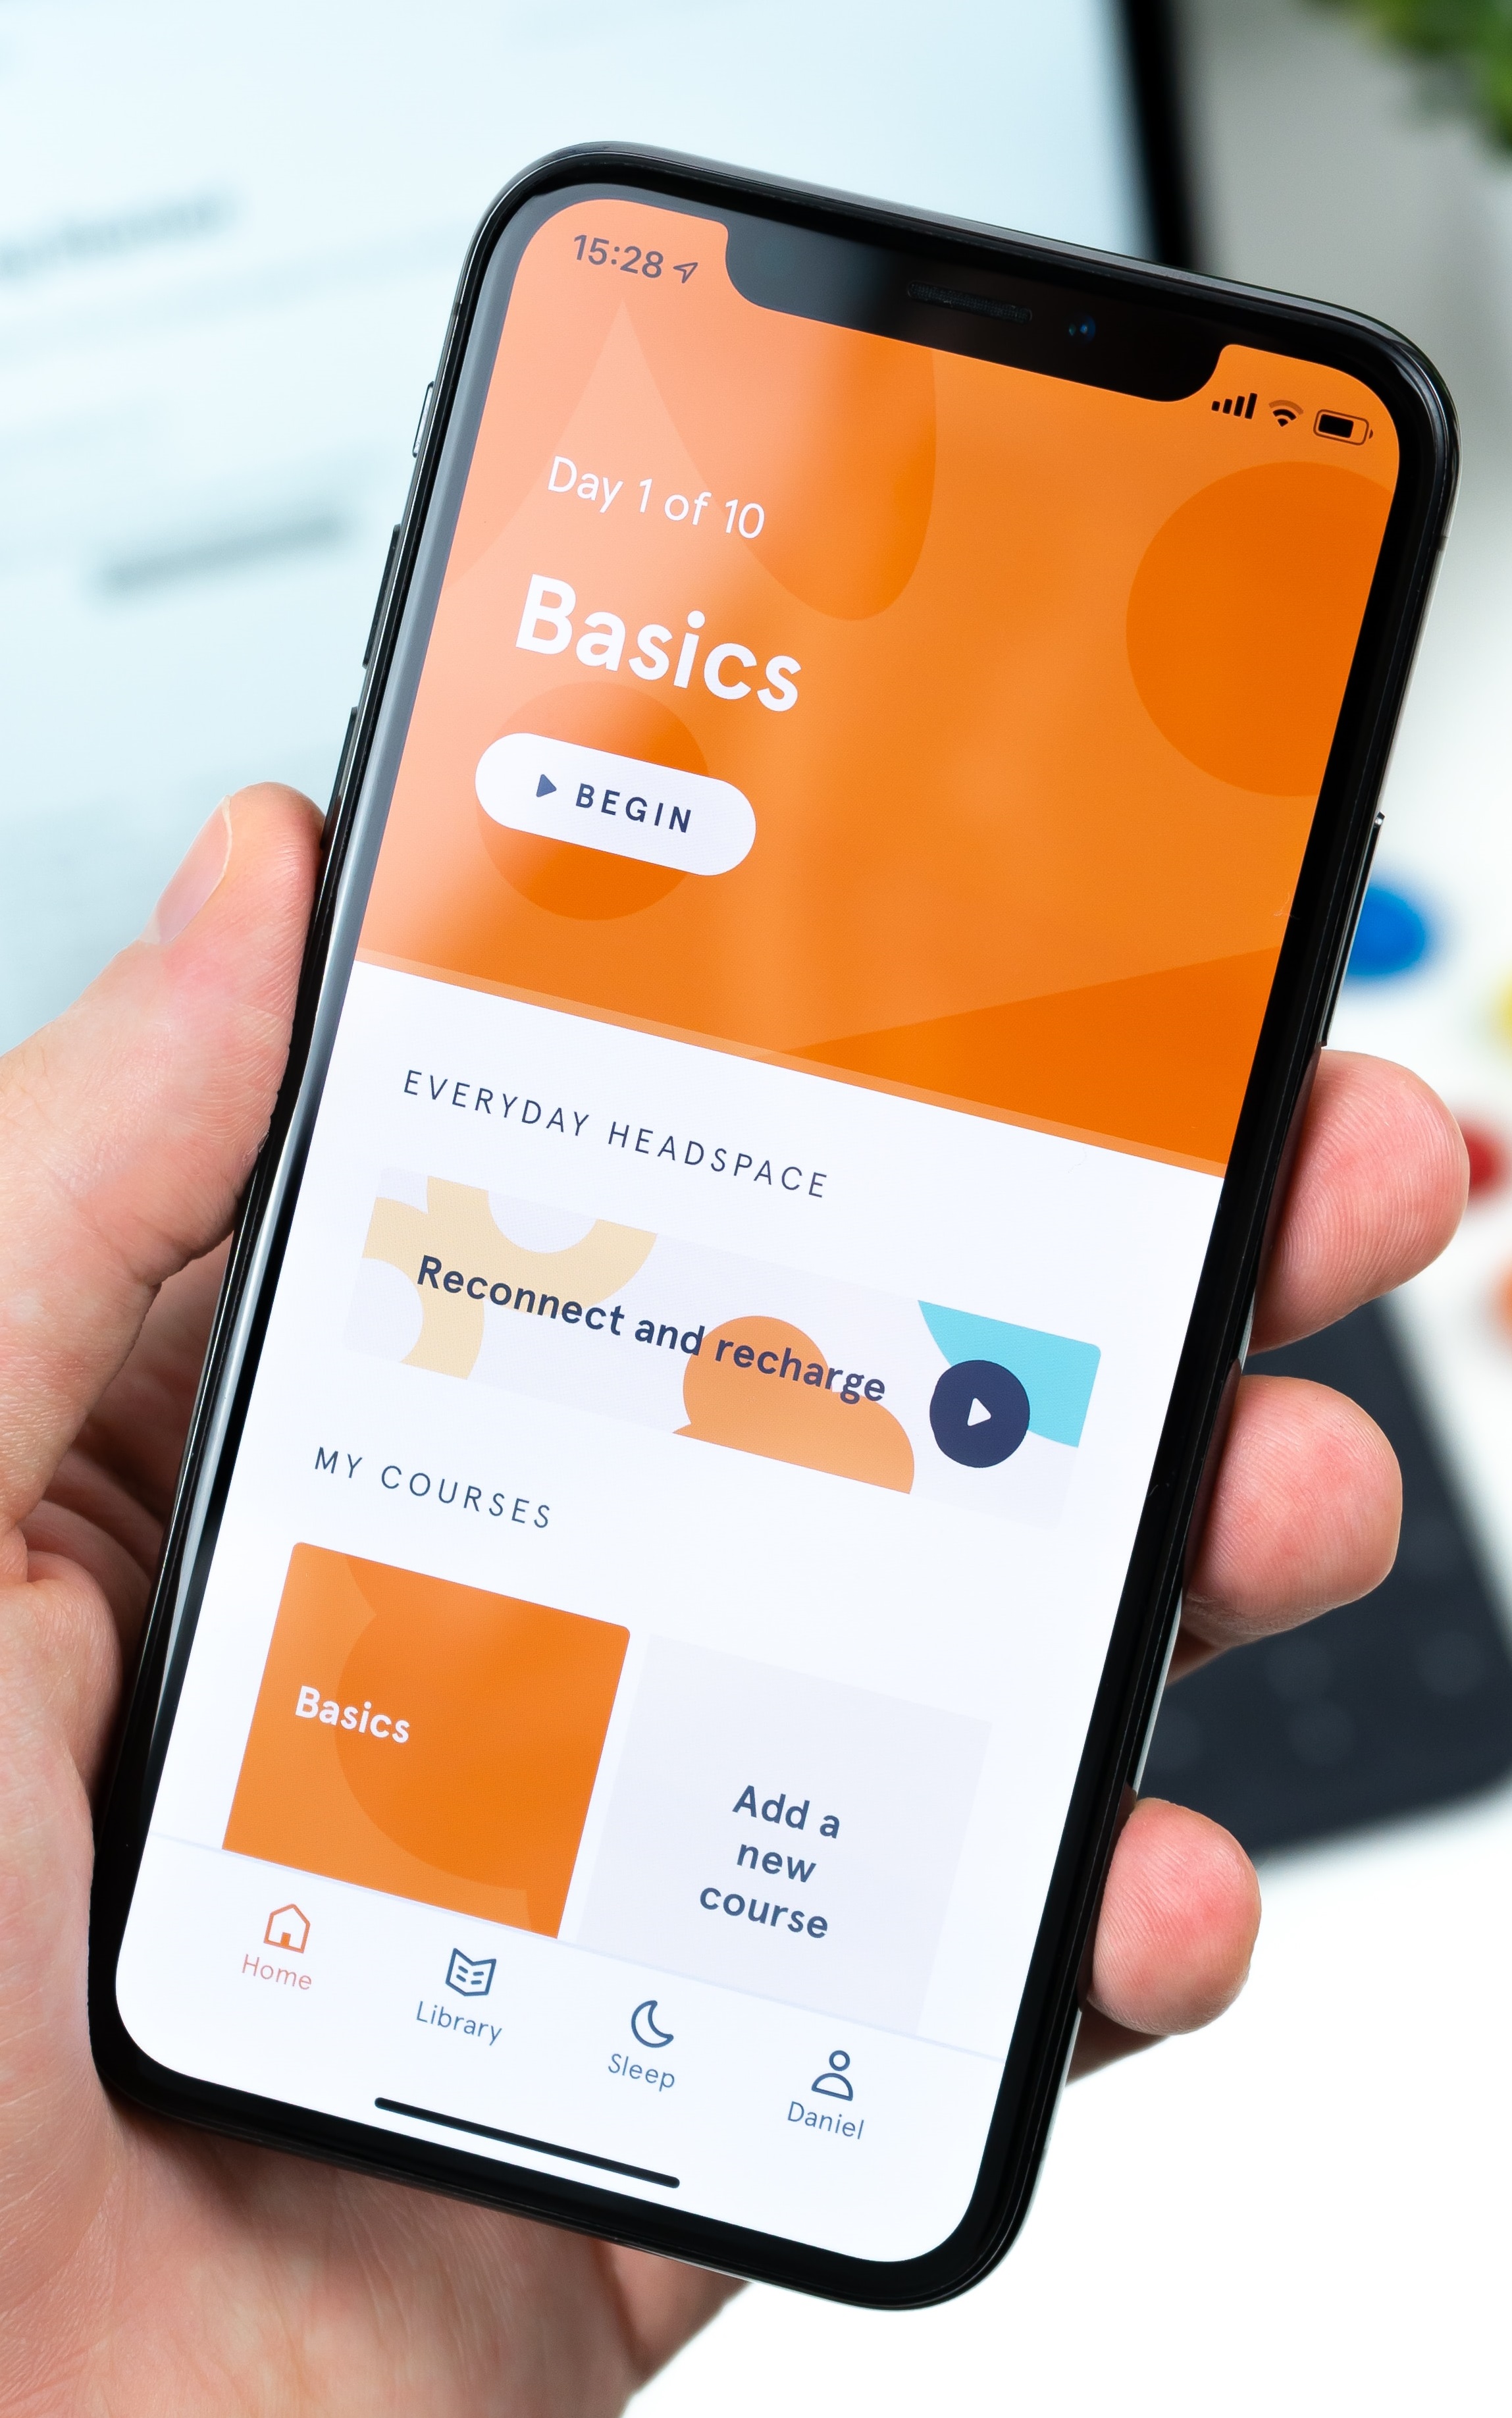 15:28
Day 1 of 10
Basics
BEGIN
EVERYDAY HEADSPACE
Reconnect and recharge
MY COURSES
Basics
Add a
new
course
Home
Library
Sleep
Daniel